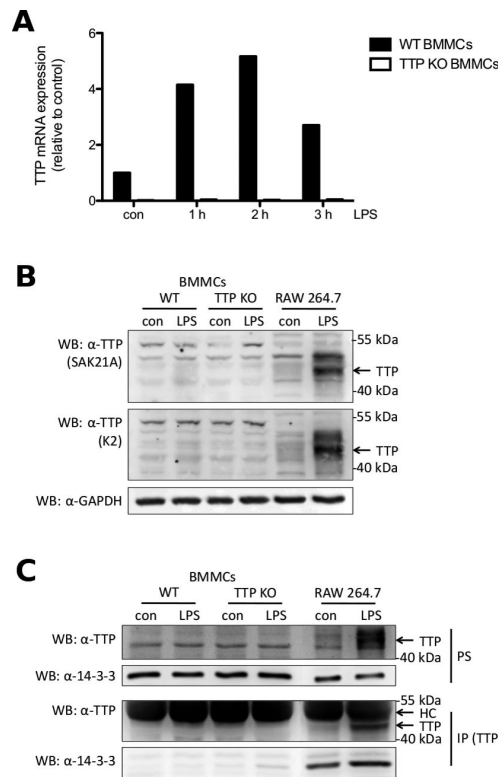 A
6
4
2
0
TTP mRNA expression
(relative to control)
con 1 h 2 h 3 h LPS
WT BMMCs
TTP KO BMMCs
B
BMMCs
WT TTP KO RAW 264.7
con LPS con LPS con LPS
WB: α-TTP
(SAK21A)
55 kDa
TTP
40 kDa
WB: α-TTP
(K2)
55 kDa
TTP
40 kDa
WB: α-GAPDH
C
BMMCs
WT TTP KO RAW 264.7
con LPS con LPS con LPS
WB: α-TTP
TTP
40 kDa
PS
WB: α-14-3-3
WB: α-TTP
55 kDa
HC
TTP
40 kDa
IP (TTP
WB: α-14-3-3